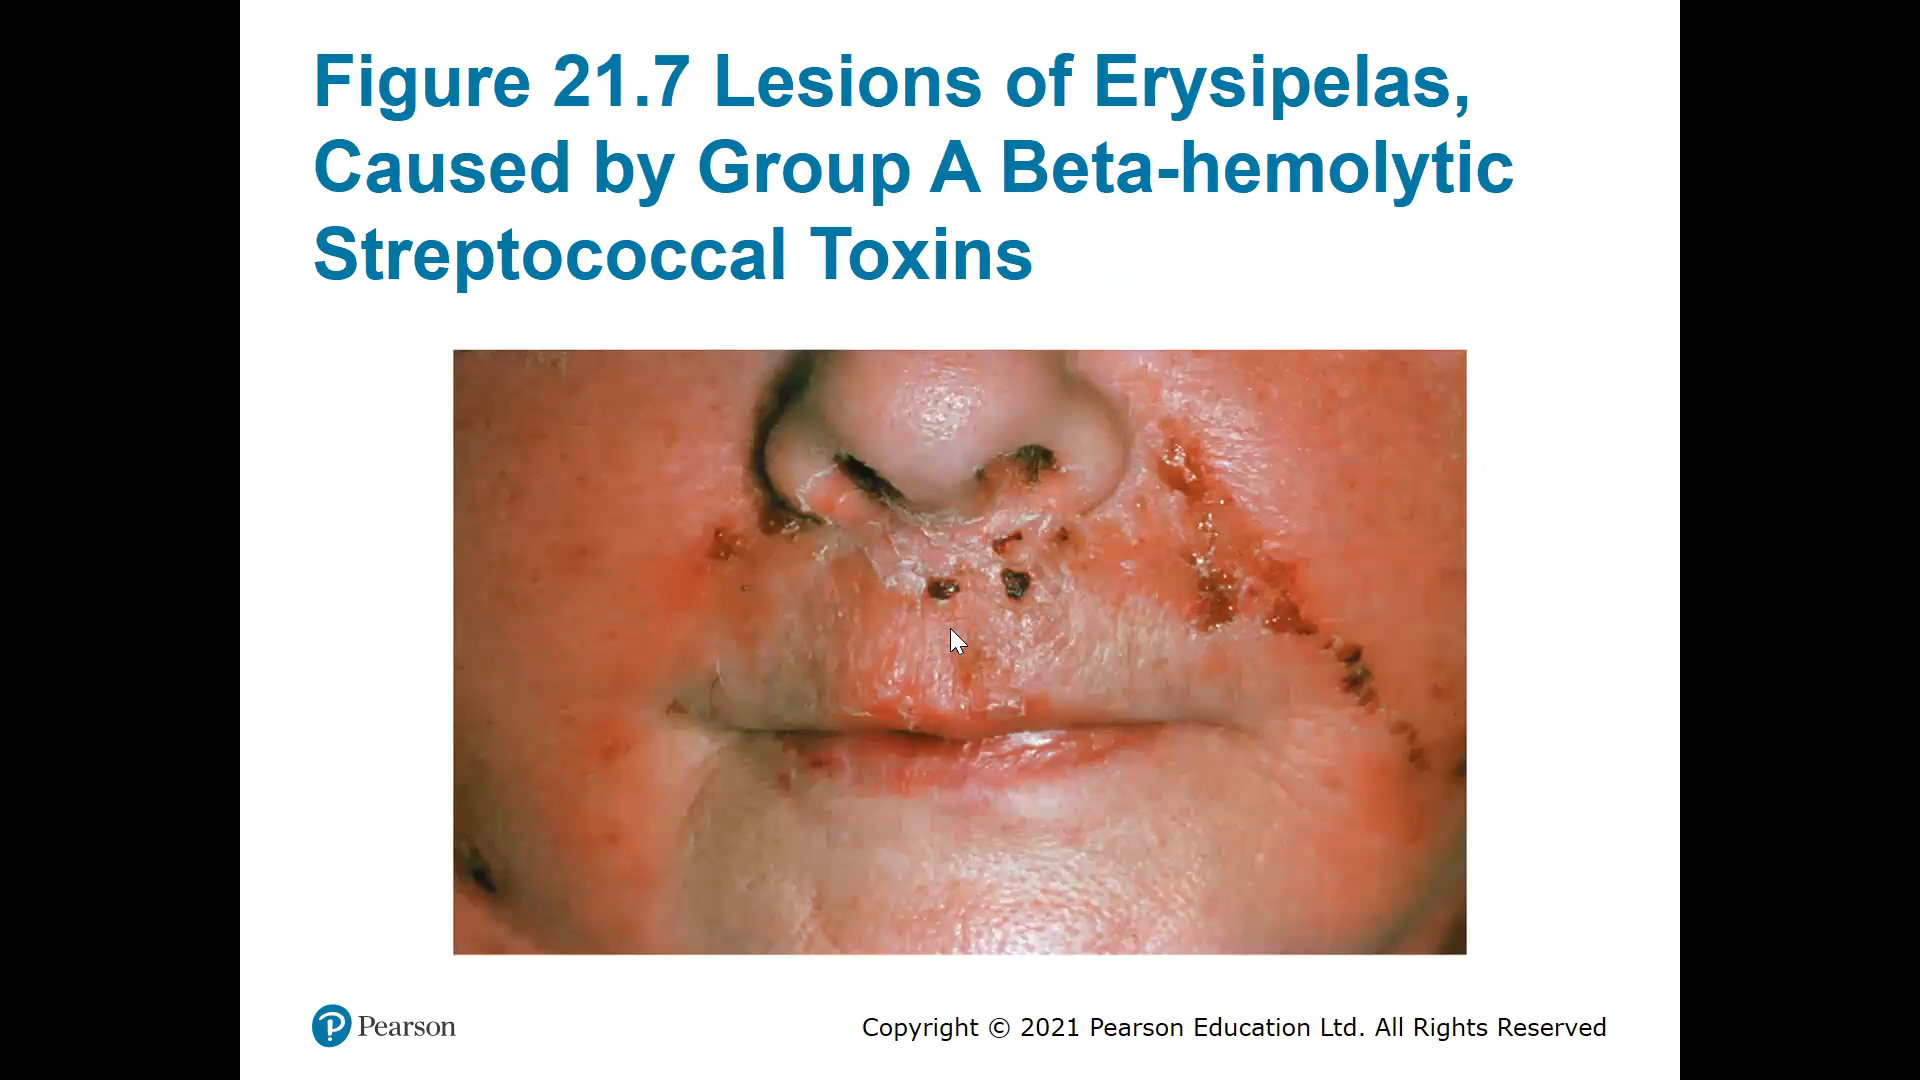 Figure 21.7 Lesions of Erysipelas,
Caused by Group A Beta-hemolytic
Streptococcal Toxins
Pearson
Copyright © 2021 Pearson Education Ltd. All Rights Reserved